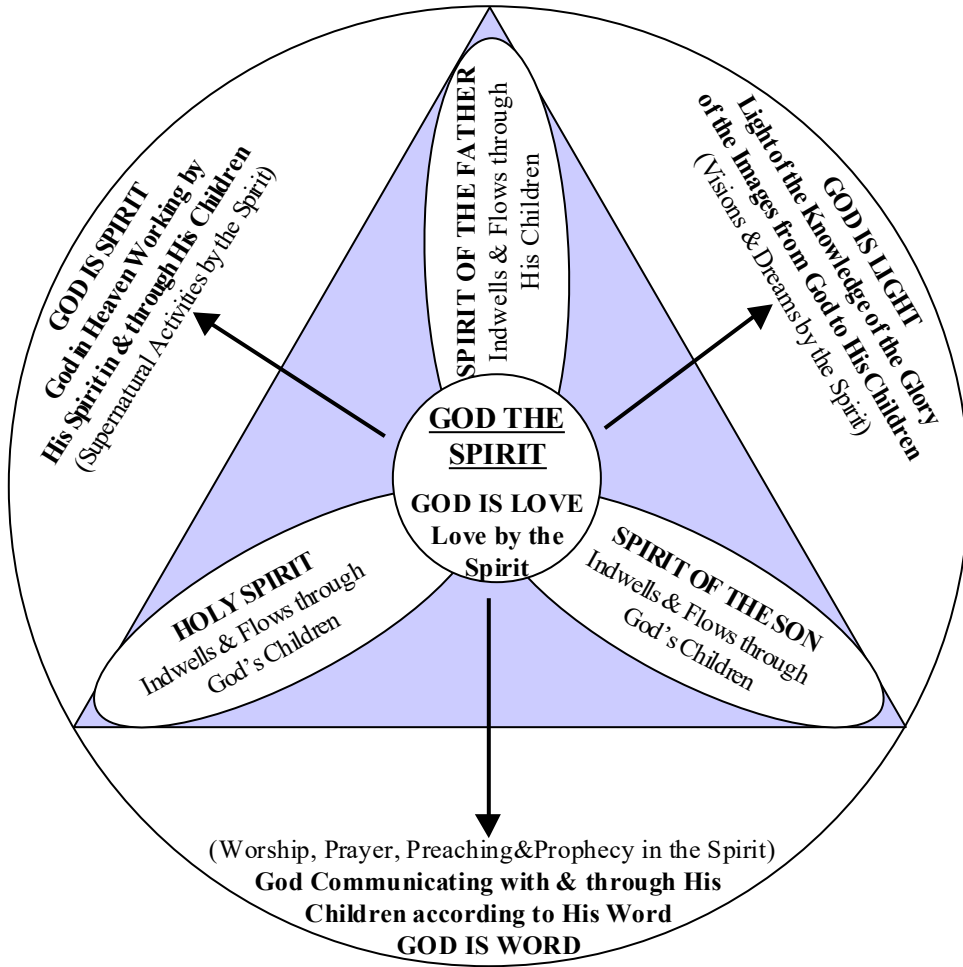 SPIRIT OF THE FATHER
Indwells & Flows through
His Children
GOD IS SPIRIT
God in Heaven Working by
His Spirit in & through His Children
(Supernatural Activities by the Spirit)
GOD IS LIGHT
Light of the Knowledge of the Glory
of the Images from God to His Children
(Visions & Dreams by the Spirit)
GOD THE
SPIRIT
GOD IS LOVE
Love by the
Spirit
HOLY SPIRIT
Indwells & Flows through
God's Children
SPIRIT OF THE SON
Indwells & Flows through
God's Children
(Worship, Prayer, Preaching&Prophecy in the Spirit)
God Communicating with & through His
Children according to His Word
GOD IS WORD